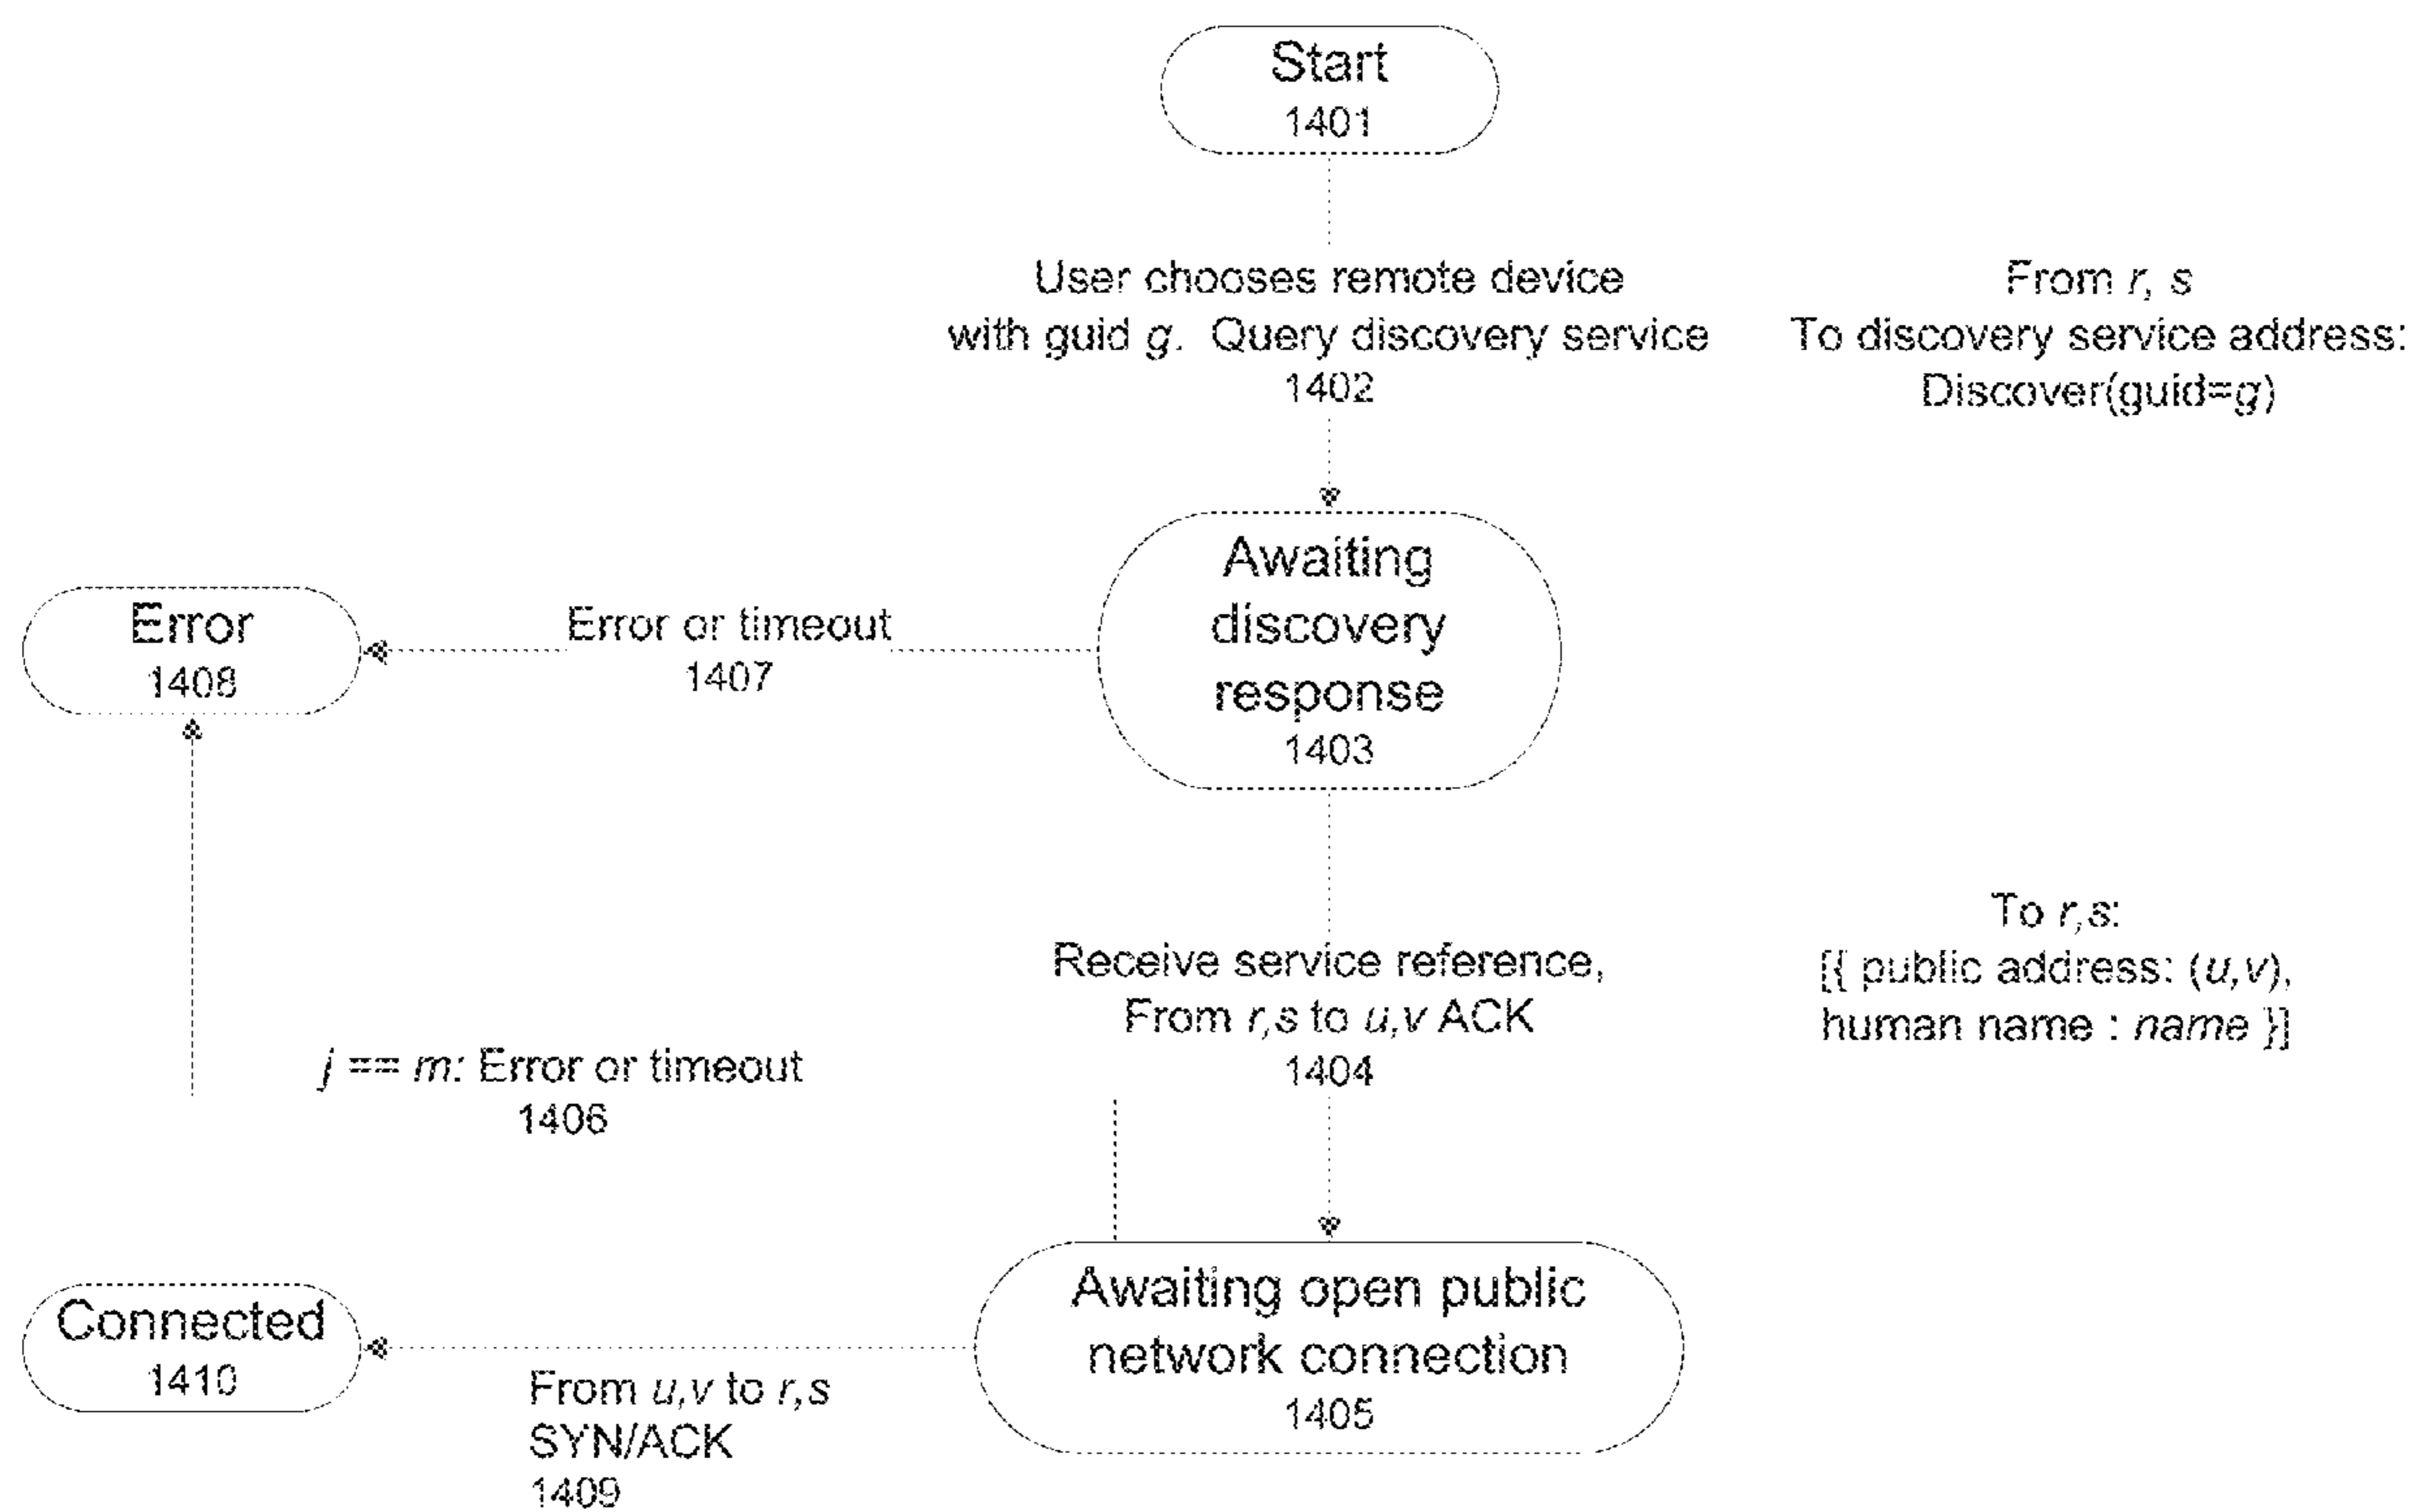 Start
1401
User chooses remote device
with guid g. Query discovery service
1402
From r, s
To discovery service address:
Discover(guid=g)
Awaiting
discovery
response
1403
Error or timeout
1407
Error
1408
Receive service reference,
From r,s to u,v ACK
1404
To r,s:
[{ public address: (u,v),
human name : name }]
j == m: Error or timeout
1406
Awaiting open public
network connection
1405
Connected
1410
From u,v to r,s
SYN/ACK
1409